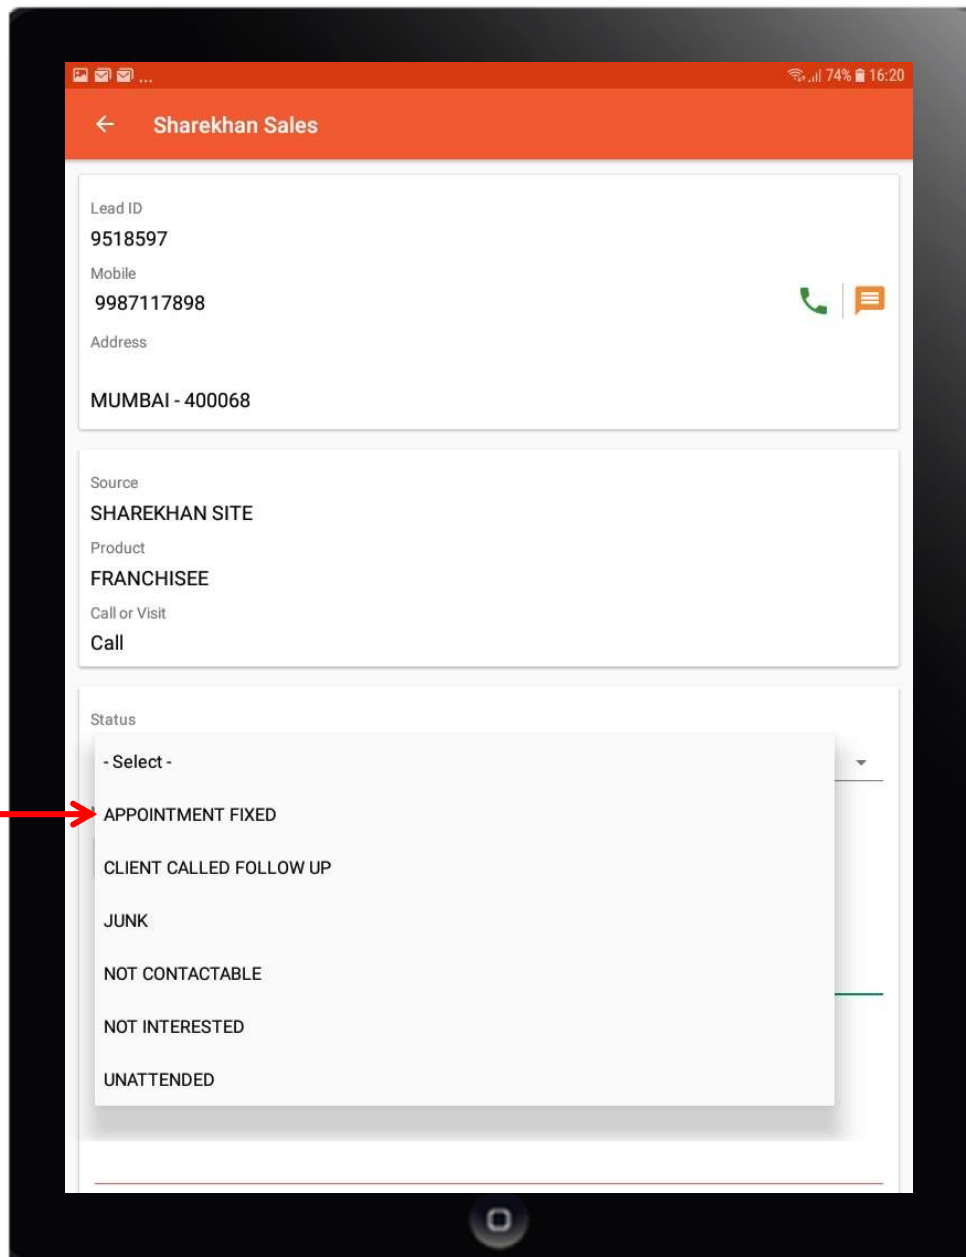 ... 74% 16:20
Sharekhan Sales
Lead ID
9518597
Mobile
9987117898
Address
MUMBAI - 400068
Source
SHAREKHAN SITE
Product
FRANCHISEE
Call or Visit
Call
Status
- Select -
APPOINTMENT FIXED
CLIENT CALLED FOLLOW UP
JUNK
NOT CONTACTABLE
NOT INTERESTED
UNATTENDED